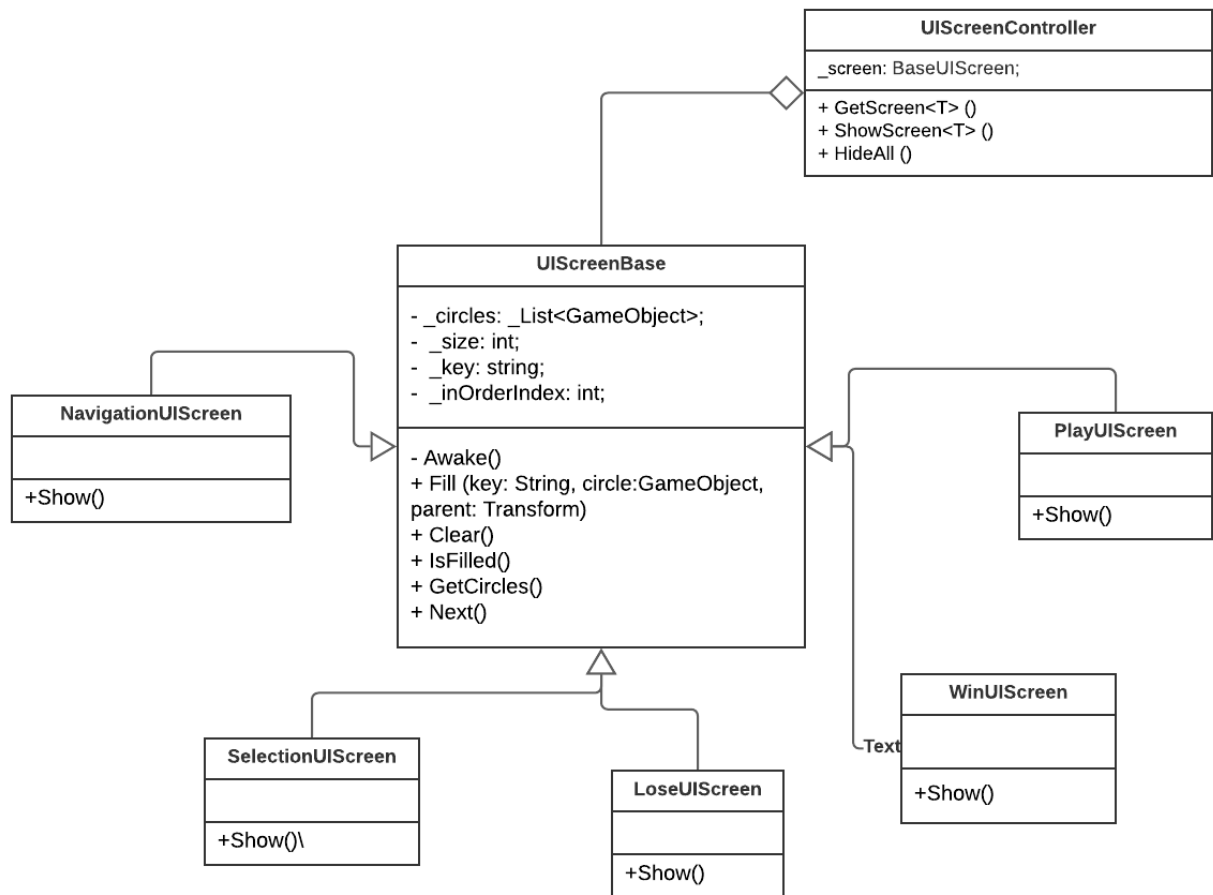 UIScreenController
_screen: BaseUIScreen;
+ GetScreen<T> ()
+ ShowScreen<T> ()
+ HideAll ()
UIScreenBase
- _circles: _List<GameObject>;
- _size: int;
- _key: string;
- _inOrderIndex: int;
- Awake()
+ Fill (key: String, circle:GameObject,
parent: Transform)
+ Clear()
+ IsFilled()
+ GetCircles()
+ Next()
NavigationUIScreen
+Show()
PlayUIScreen
+Show()
WinUIScreen
Text
+Show()
SelectionUIScreen
+Show()\
LoseUIScreen
+Show()